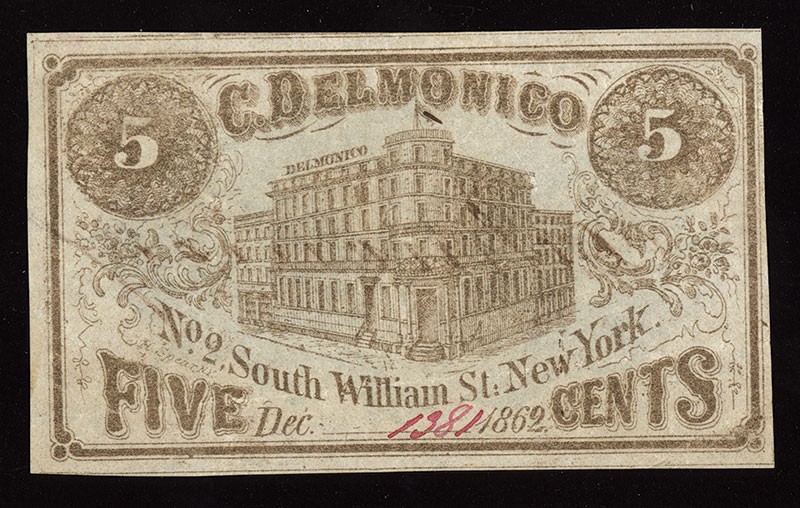 C. DELMONICO
5
5
DELMONICO
No. 2, South William St: New York.
FIVE CENTS
Dec. 1381 1862.